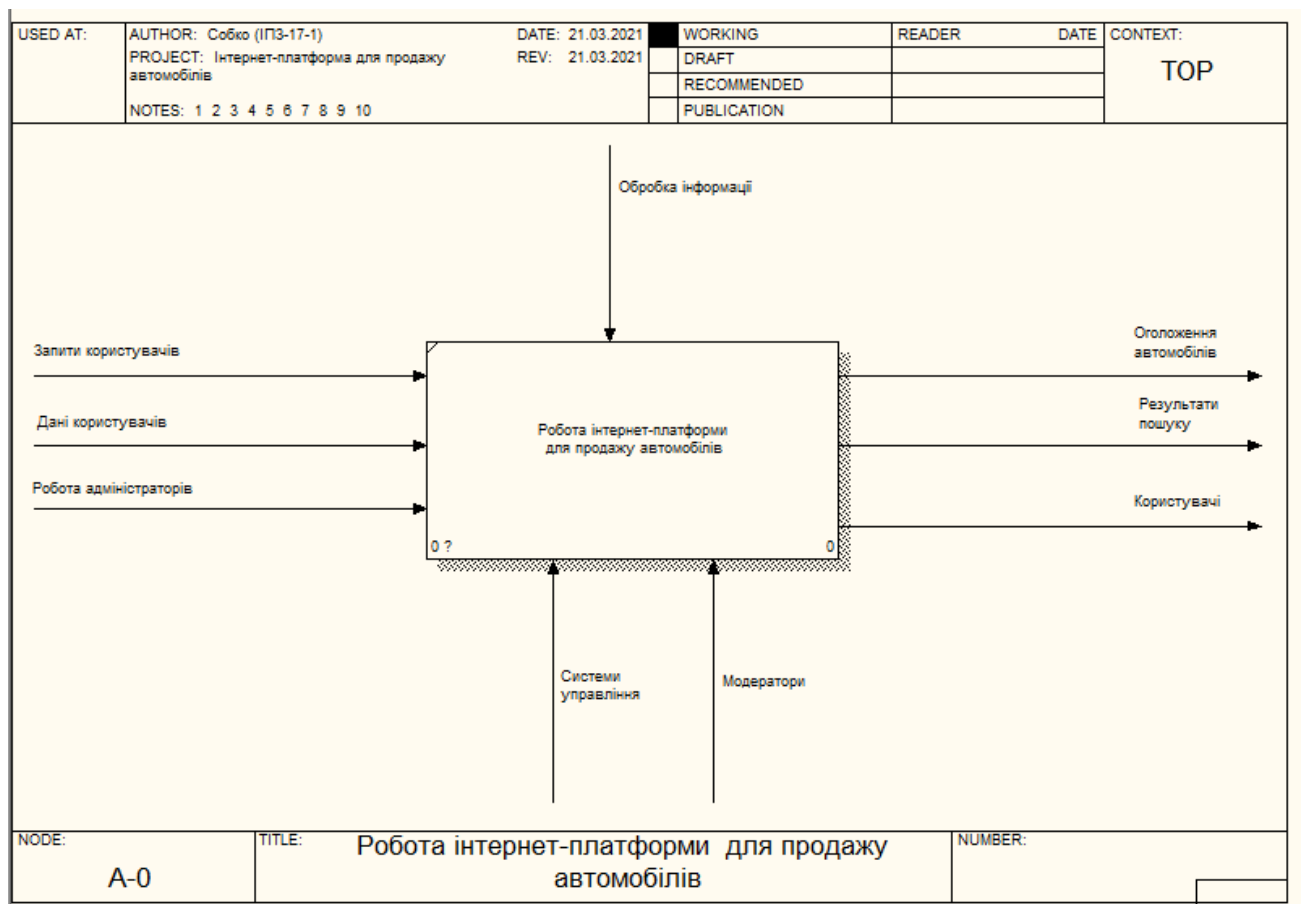 USED AT:
AUTHOR: Собко (ІПЗ-17-1)
DATE: 21.03.2021
WORKING
READER
DATE
CONTEXT:
PROJECT: Інтернет-платформа для продажу
автомобілів
REV: 21.03.2021
DRAFT
TOP
RECOMMENDED
NOTES: 1 2 3 4 5 6 7 8 9 10
PUBLICATION
Обробка інформації
Запити користувачів
Оголоження
автомобілів
Дані користувачів
Результати
пошуку
Робота інтернет-платформи
для продажу автомобілів
Робота адміністраторів
Користувачі
0 ?
0
Системи
управління
Модератори
NODE:
TITLE:
NUMBER:
A-0
Робота інтернет-платформи для продажу
автомобілів